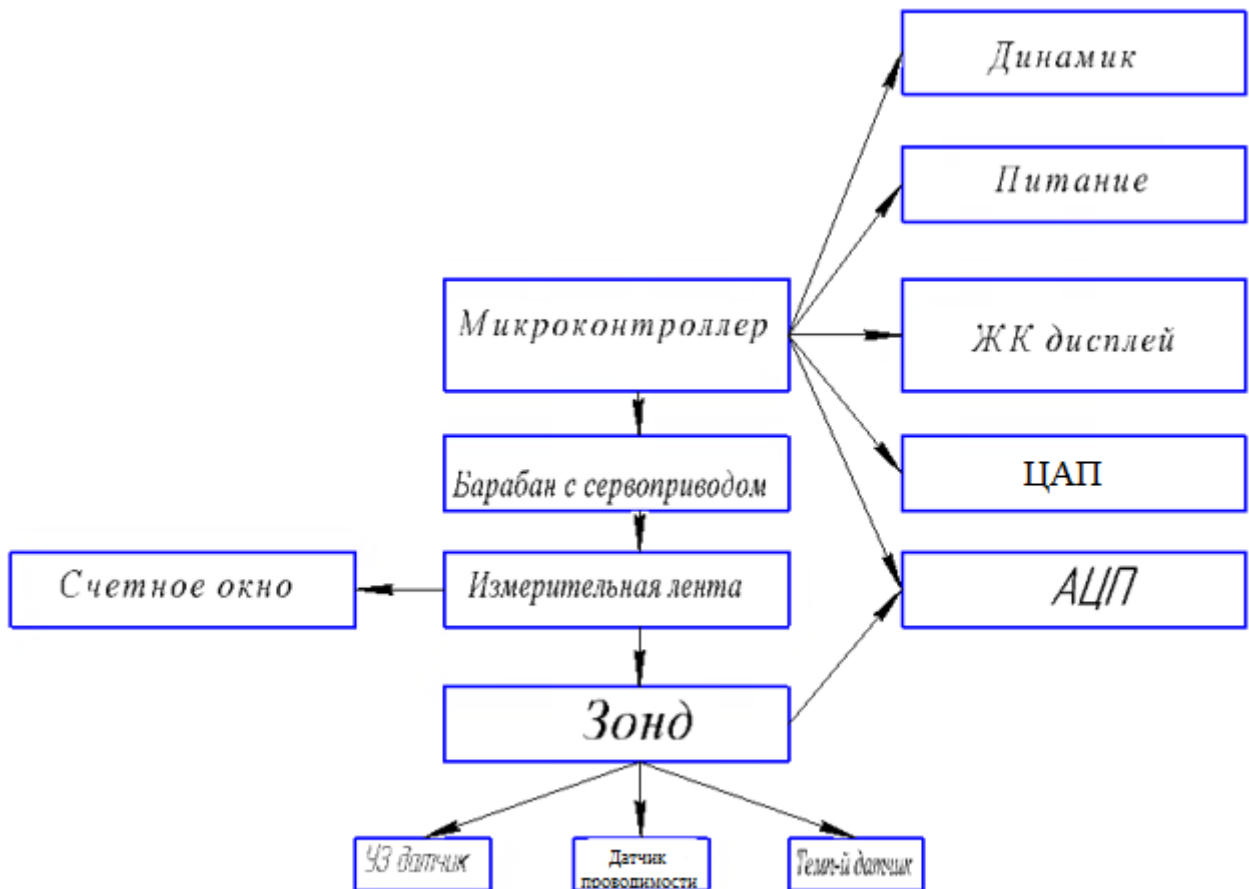 Динамик
Питание
Микроконтроллер
ЖК дисплей
Барабан с сервоприводом
ЦАП
Счетное окно
Измерительная лента
АЦП
Зонд
УЗ датчик
Датчик
проводимости
Темп-й датчик